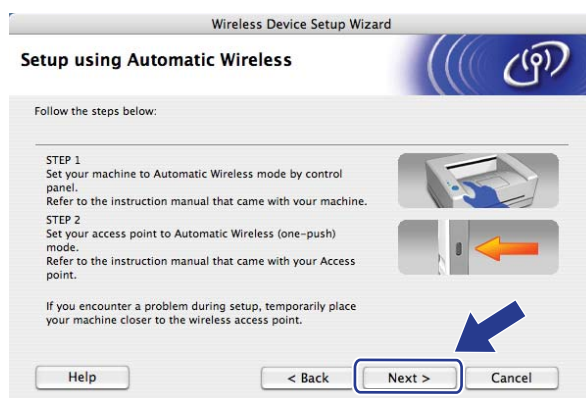 Wireless Device Setup Wizard
Setup using Automatic Wireless
Follow the steps below:
STEP 1
Set your machine to Automatic Wireless mode by control
panel.
Refer to the instruction manual that came with your machine.
STEP 2
Set your access point to Automatic Wireless (one-push)
mode.
Refer to the instruction manual that came with your Access
point.
If you encounter a problem during setup, temporarily place
your machine closer to the wireless access point.
Help < Back Next > Cancel